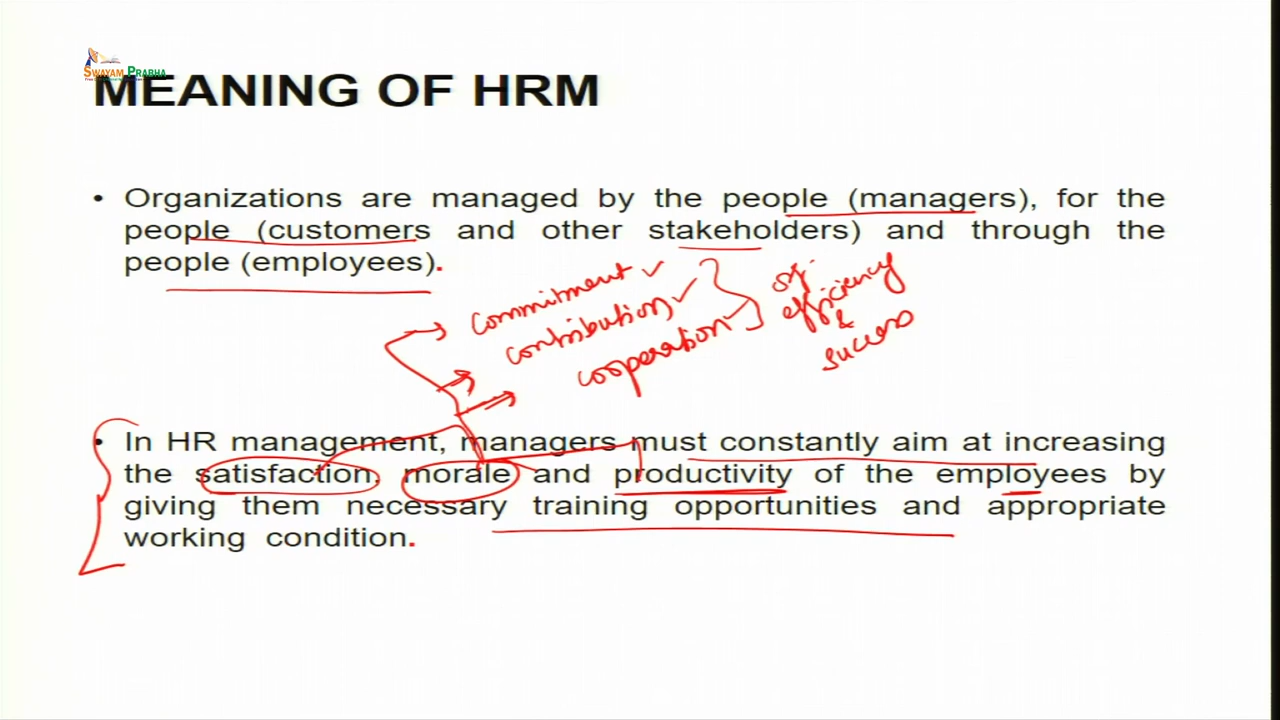 SWAYAM PRABHA
MEANING OF HRM
• Organizations are managed by the people (managers), for the
people (customers and other stakeholders) and through the
people (employees).
commitment ✓
contribution ✓
cooperation ✓
org.
efficiency
&
success
• In HR management, managers must constantly aim at increasing
the satisfaction, morale and productivity of the employees by
giving them necessary training opportunities and appropriate
working condition.